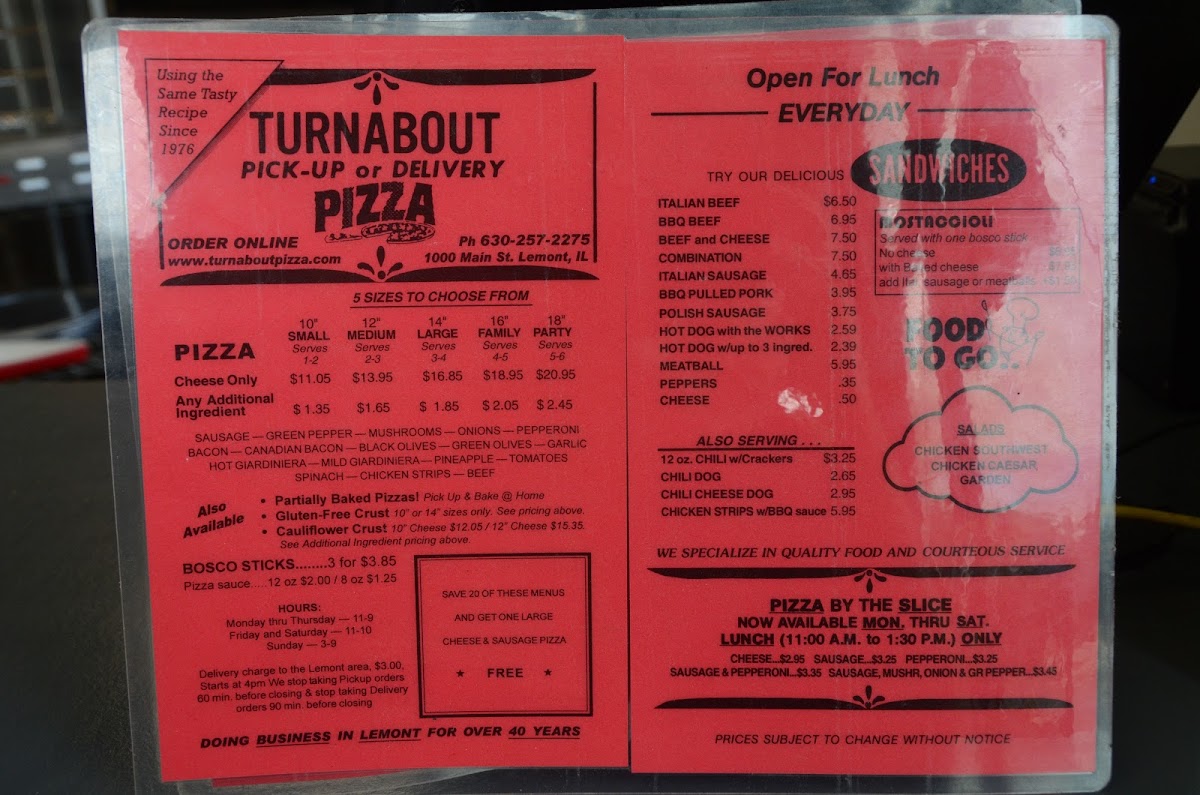 Using the
Same Tasty
Recipe
Since
1976
TURNABOUT
PICK-UP or DELIVERY
PIZZA
ORDER ONLINE
www.turnaboutpizza.com
Ph 630-257-2275
1000 Main St. Lemont, IL
5 SIZES TO CHOOSE FROM
10" 12" 14" 16" 18"
SMALL MEDIUM LARGE FAMILY PARTY
Serves Serves Serves Serves Serves
1-2 2-3 3-4 4-5 5-6
PIZZA
Cheese Only $11.05 $13.95 $16.85 $18.95 $20.95
Any Additional
Ingredient $ 1.35 $1.65 $ 1.85 $ 2.05 $ 2.45
SAUSAGE — GREEN PEPPER — MUSHROOMS — ONIONS — PEPPERONI
BACON — CANADIAN BACON — BLACK OLIVES — GREEN OLIVES — GARLIC
HOT GIARDINIERA — MILD GIARDINIERA — PINEAPPLE — TOMATOES
SPINACH — CHICKEN STRIPS — BEEF
Also
Available
• Partially Baked Pizzas! Pick Up & Bake @ Home
• Gluten-Free Crust 10" or 14" sizes only. See pricing above.
• Cauliflower Crust 10" Cheese $12.05 / 12" Cheese $15.35.
See Additional Ingredient pricing above.
BOSCO STICKS........3 for $3.85
Pizza sauce.....12 oz $2.00 / 8 oz $1.25
HOURS:
Monday thru Thursday — 11-9
Friday and Saturday — 11-10
Sunday — 3-9
Delivery charge to the Lemont area, $3.00.
Starts at 4pm We stop taking Pickup orders
60 min. before closing & stop taking Delivery
orders 90 min. before closing
SAVE 20 OF THESE MENUS
AND GET ONE LARGE
CHEESE & SAUSAGE PIZZA
★ FREE ★
DOING BUSINESS IN LEMONT FOR OVER 40 YEARS
Open For Lunch
EVERYDAY
TRY OUR DELICIOUS SANDWICHES
ITALIAN BEEF $6.50
BBQ BEEF 6.95
BEEF and CHEESE 7.50
COMBINATION 7.50
ITALIAN SAUSAGE 4.65
BBQ PULLED PORK 3.95
POLISH SAUSAGE 3.75
HOT DOG with the WORKS 2.59
HOT DOG w/up to 3 ingred. 2.39
MEATBALL 5.95
PEPPERS .35
CHEESE .50
MOSTACCIOLI
Served with one bosco stick
No cheese
with Baked cheese
add Ital sausage or meatballs
FOOD
TO GO...
SALADS
CHICKEN SOUTHWEST
CHICKEN CAESAR
GARDEN
ALSO SERVING . . .
12 oz. CHILI w/Crackers $3.25
CHILI DOG 2.65
CHILI CHEESE DOG 2.95
CHICKEN STRIPS w/BBQ sauce 5.95
WE SPECIALIZE IN QUALITY FOOD AND COURTEOUS SERVICE
PIZZA BY THE SLICE
NOW AVAILABLE MON. THRU SAT.
LUNCH (11:00 A.M. to 1:30 P.M.) ONLY
CHEESE...$2.95 SAUSAGE...$3.25 PEPPERONI...$3.25
SAUSAGE & PEPPERONI...$3.35 SAUSAGE, MUSHR, ONION & GR PEPPER...$3.45
PRICES SUBJECT TO CHANGE WITHOUT NOTICE